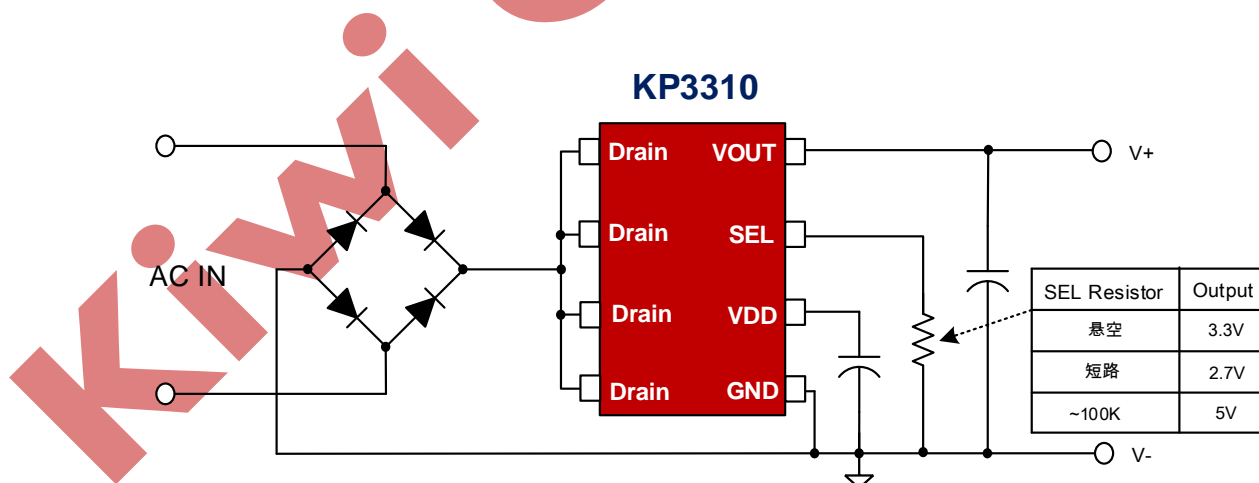 Kiwi
KP3310
AC IN
Drain VOUT
Drain SEL
Drain VDD
Drain GND
V+
SEL Resistor Output
悬空 3.3V
短路 2.7V
~100K 5V
V-